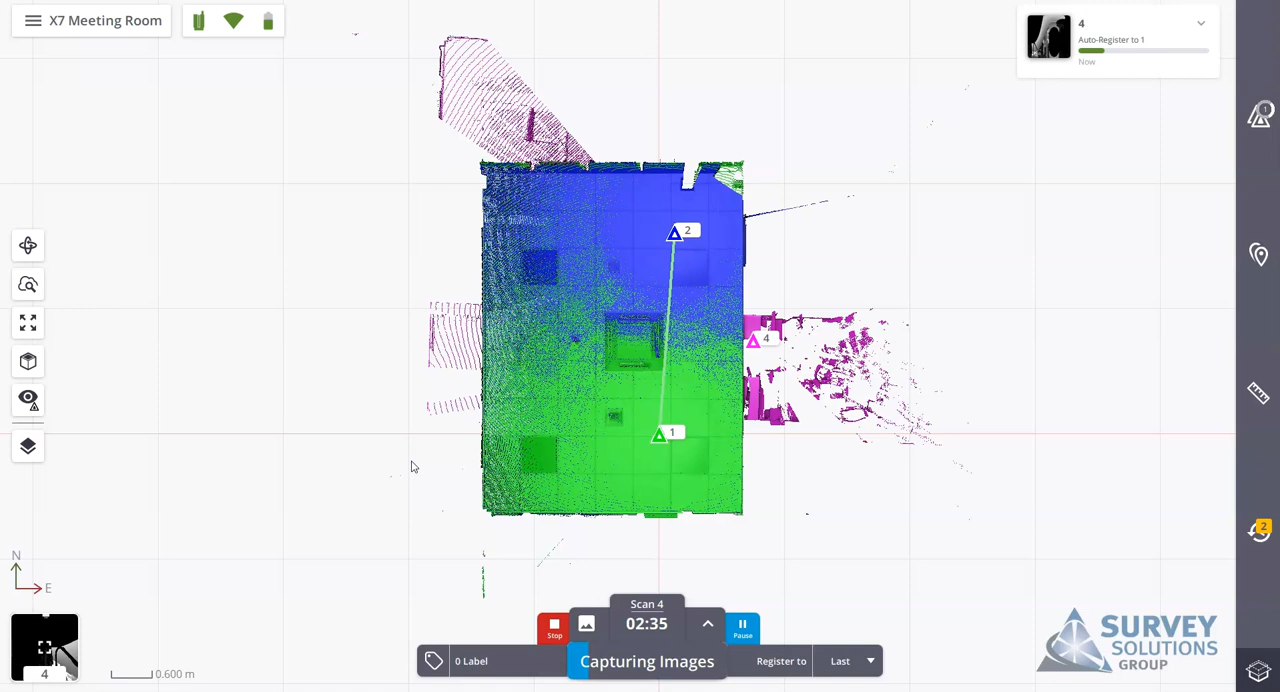 X7 Meeting Room
4
Auto-Register to 1
Now
1
2
4
1
2
N
E
4
0.600 m
Scan 4
02:35
Stop
Pause
0 Label
Capturing Images
Register to
Last
SURVEY
SOLUTIONS
GROUP